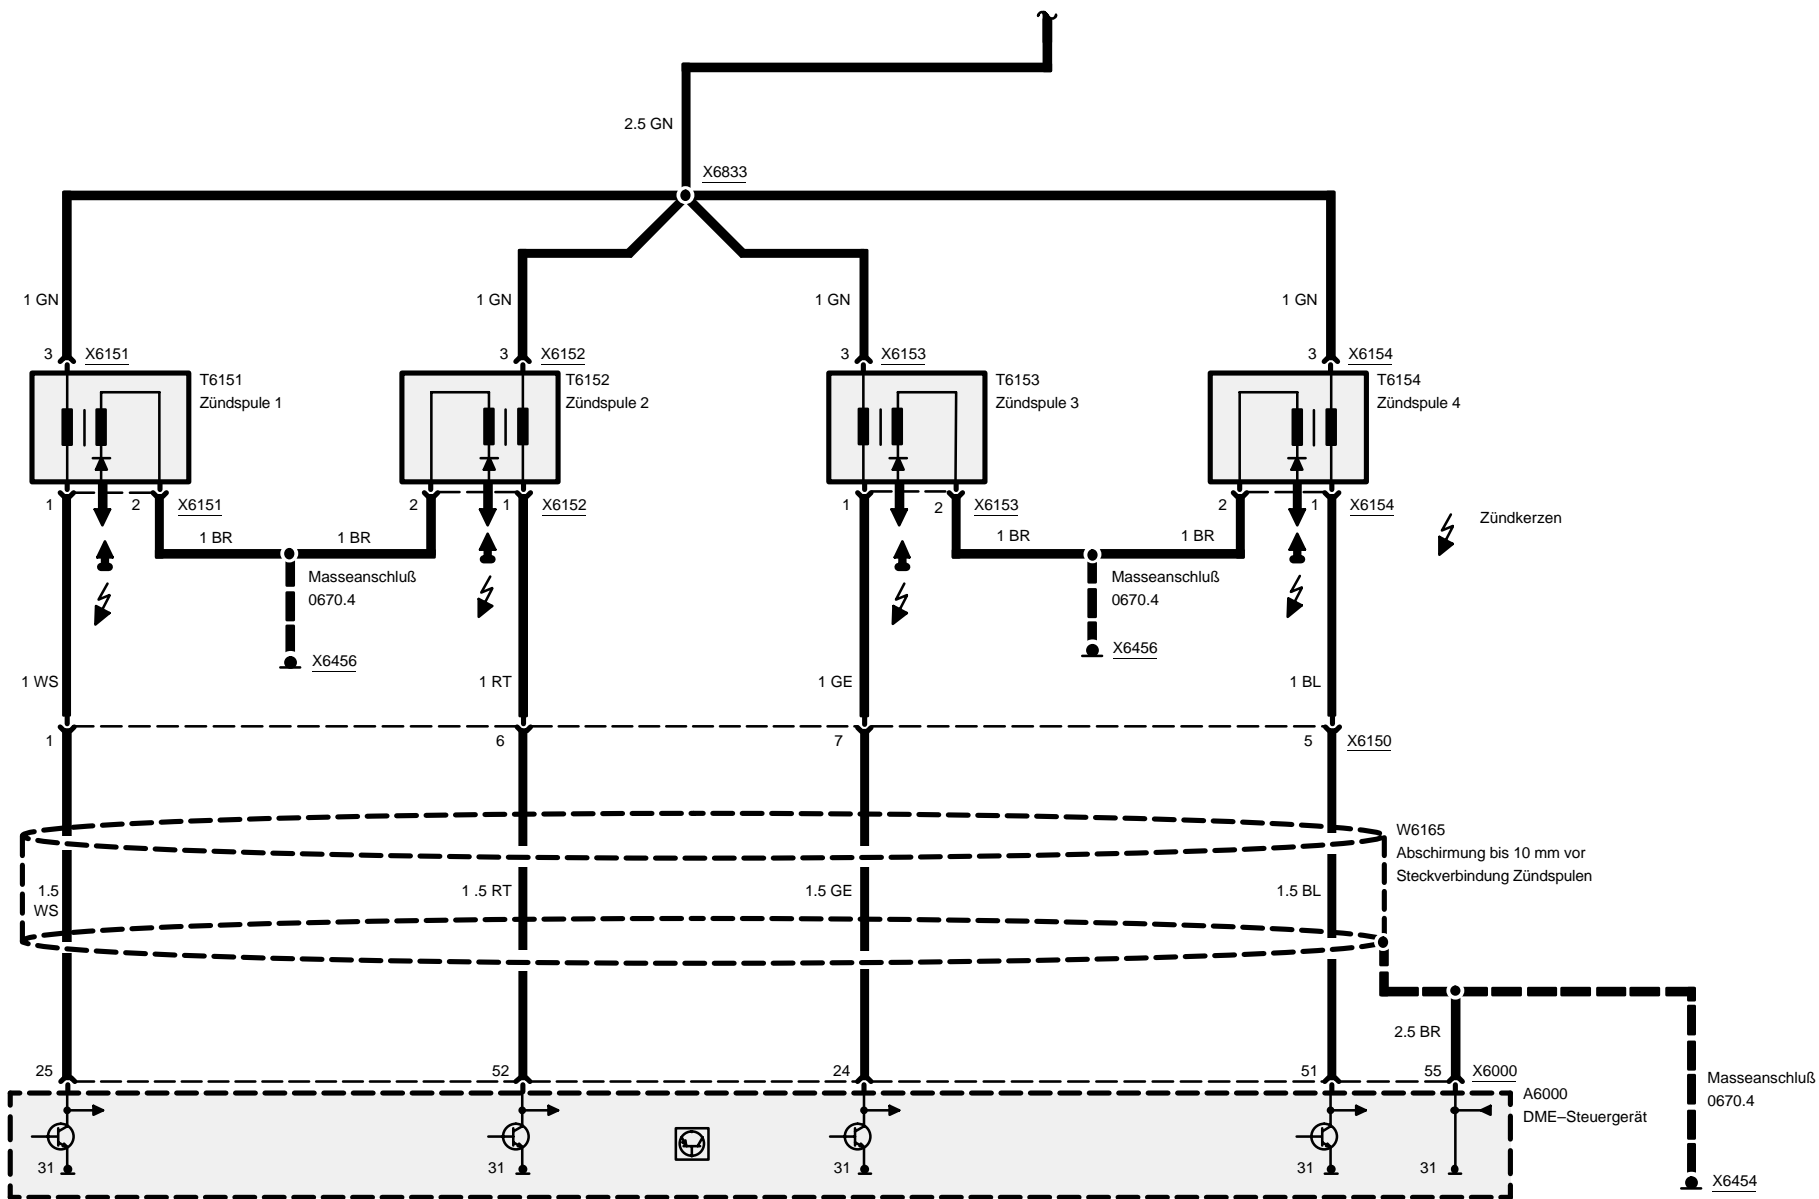 2.5 GN
X6833
1 GN
1 GN
1 GN
1 GN
3
X6151
3
X6152
3
X6153
3
X6154
T6151
Zündspule 1
T6152
Zündspule 2
T6153
Zündspule 3
T6154
Zündspule 4
1
2
X6151
2
1
X6152
1
2
X6153
2
1
X6154
Zündkerzen
1 BR
1 BR
1 BR
1 BR
Masseanschluß
0670.4
Masseanschluß
0670.4
X6456
X6456
1 WS
1 RT
1 GE
1 BL
1
6
7
5
X6150
W6165
Abschirmung bis 10 mm vor
Steckverbindung Zündspulen
1.5
WS
1 .5 RT
1.5 GE
1.5 BL
2.5 BR
25
52
24
51
55
X6000
A6000
DME–Steuergerät
Masseanschluß
0670.4
31
31
31
31
31
X6454